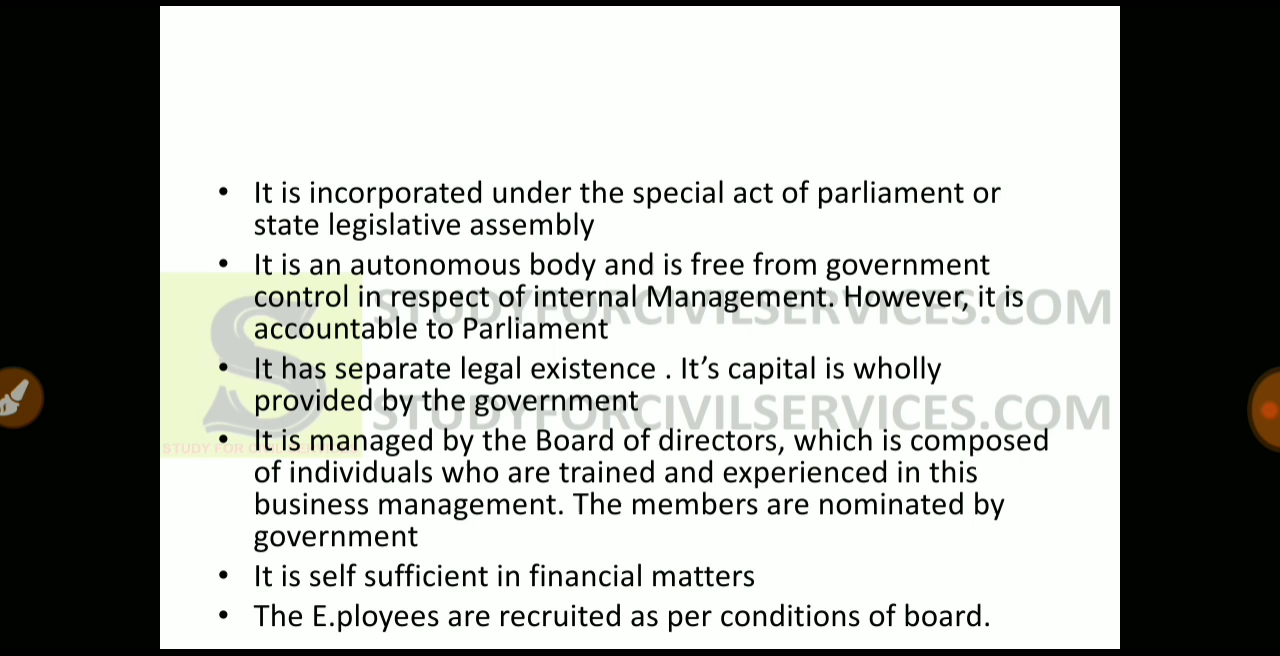 • It is incorporated under the special act of parliament or
state legislative assembly
• It is an autonomous body and is free from government
control in respect of internal Management. However, it is
accountable to Parliament
• It has separate legal existence . It’s capital is wholly
provided by the government
• It is managed by the Board of directors, which is composed
of individuals who are trained and experienced in this
business management. The members are nominated by
government
• It is self sufficient in financial matters
• The E.ployees are recruited as per conditions of board.
STUDYFORCIVILSERVICES.COM
STUDYFORCIVILSERVICES.COM
STUDY FOR CIVIL SERVICES